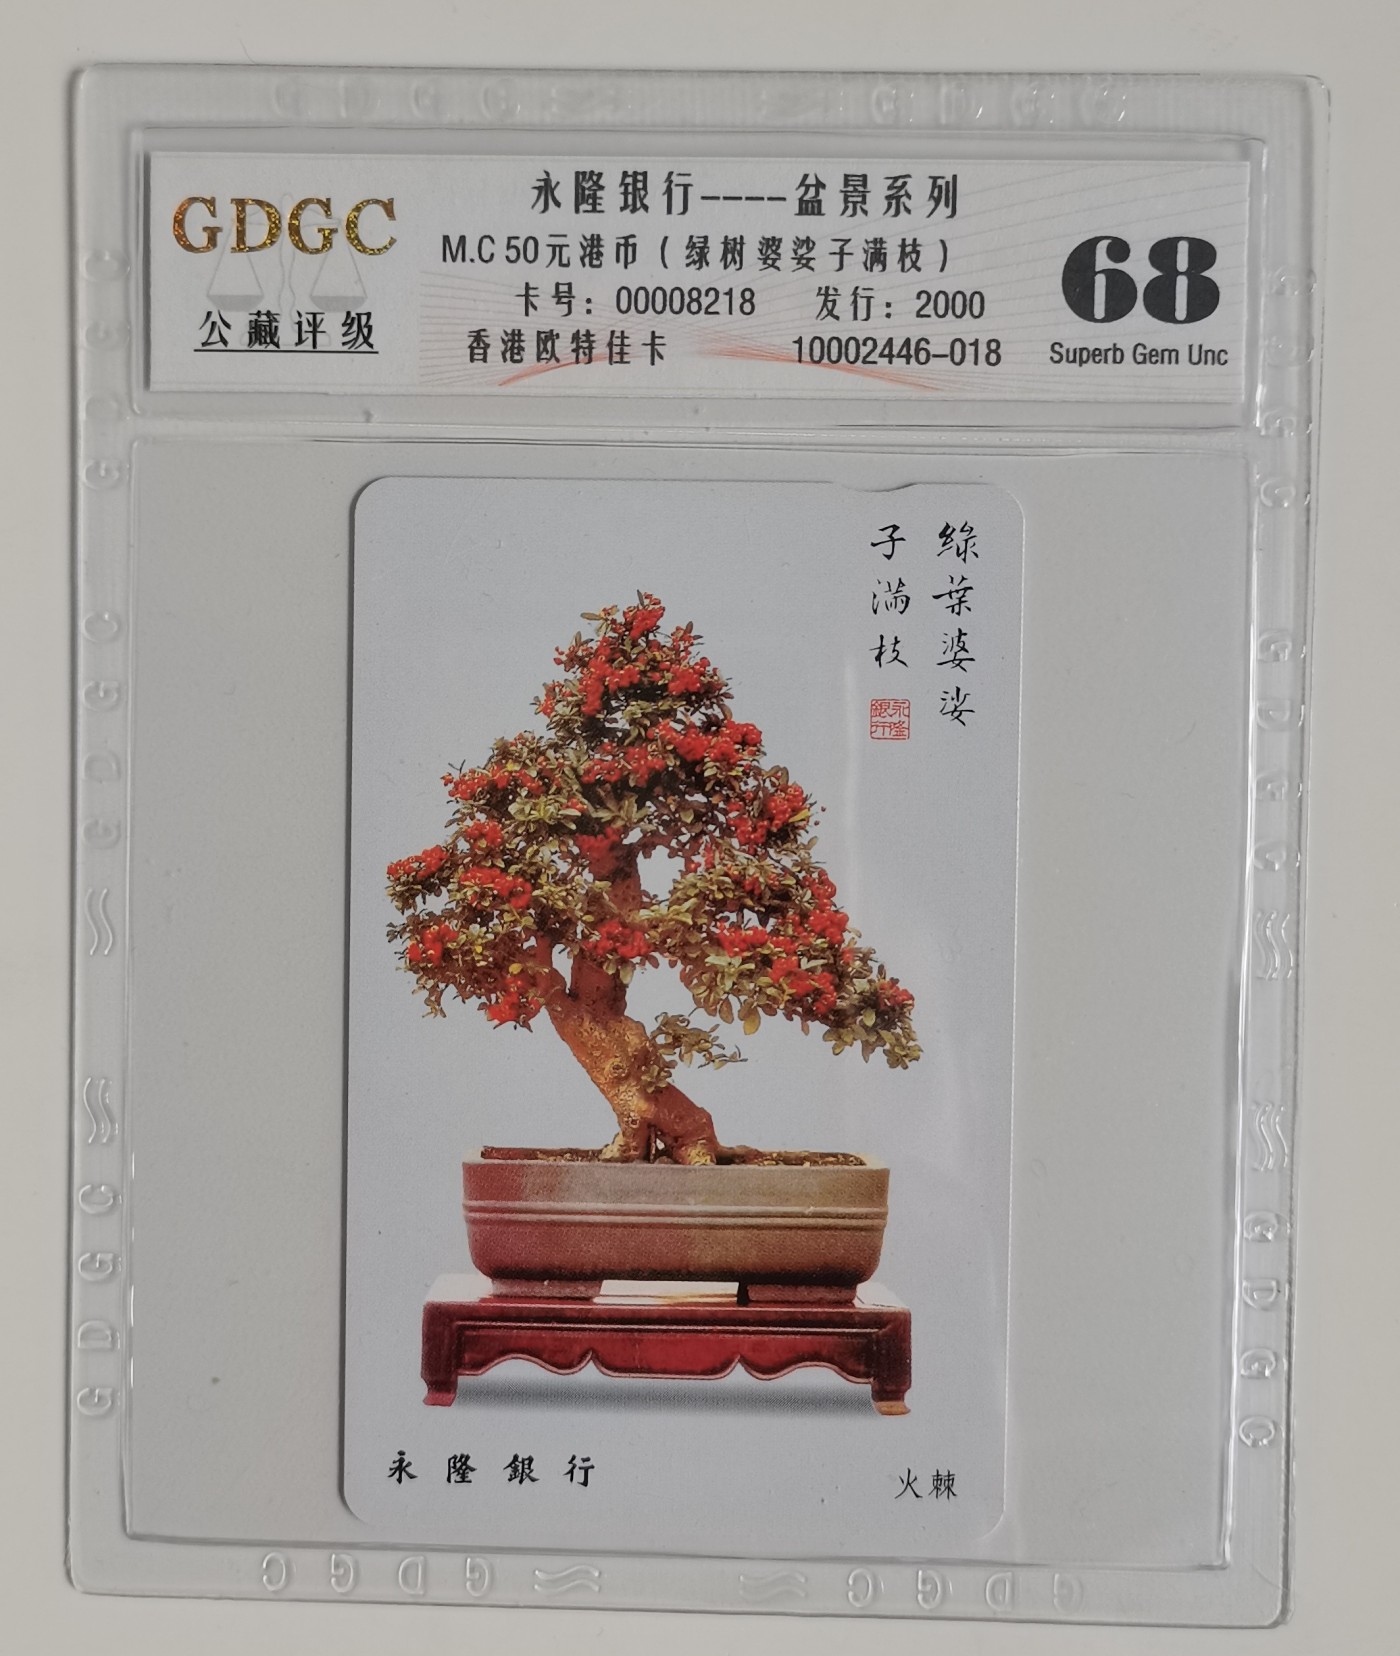 GDGC
公藏评级
永隆银行----盆景系列
M.C 50元港币（绿树婆娑子满枝）
卡号：00008218 发行：2000
香港欧特佳卡 10002446-018
68
Superb Gem Unc
綠葉婆娑
子滿枝
永隆銀行
永隆銀行
火棘